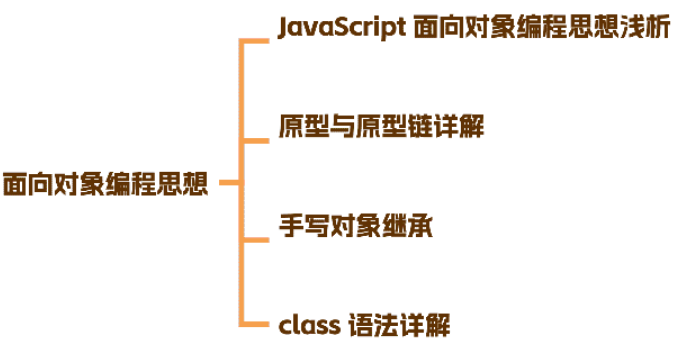 JavaScript 面向对象编程思想浅析
原型与原型链详解
面向对象编程思想
手写对象继承
class 语法详解